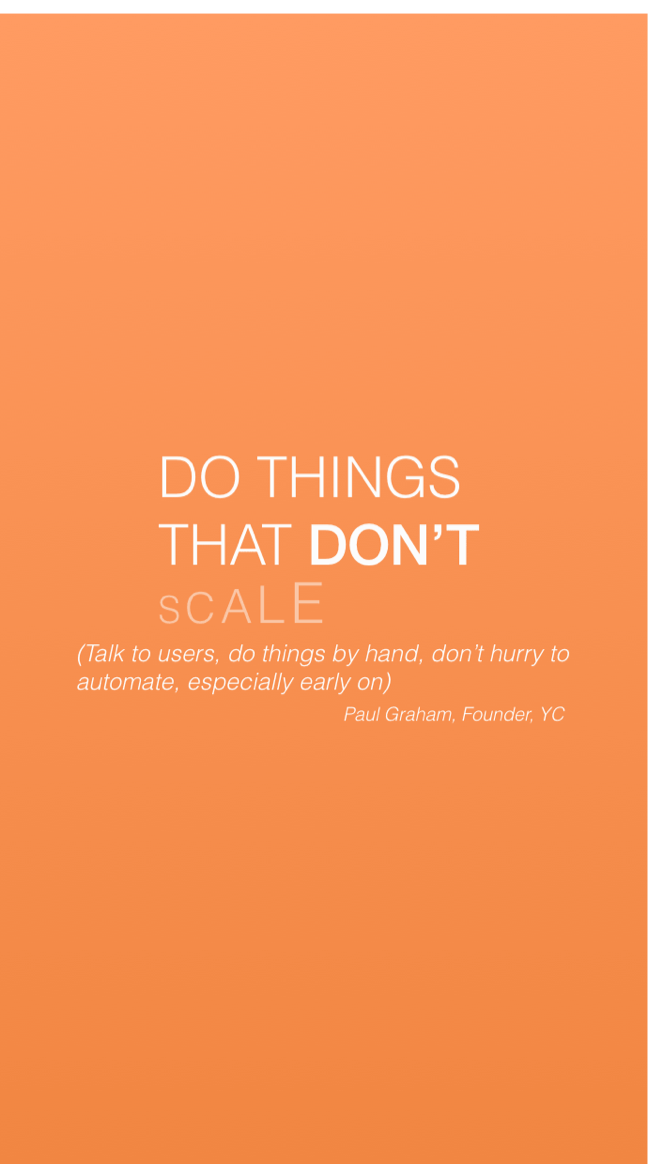 DO THINGS
THAT DON’T
SCALE
(Talk to users, do things by hand, don’t hurry to
automate, especially early on)
Paul Graham, Founder, YC